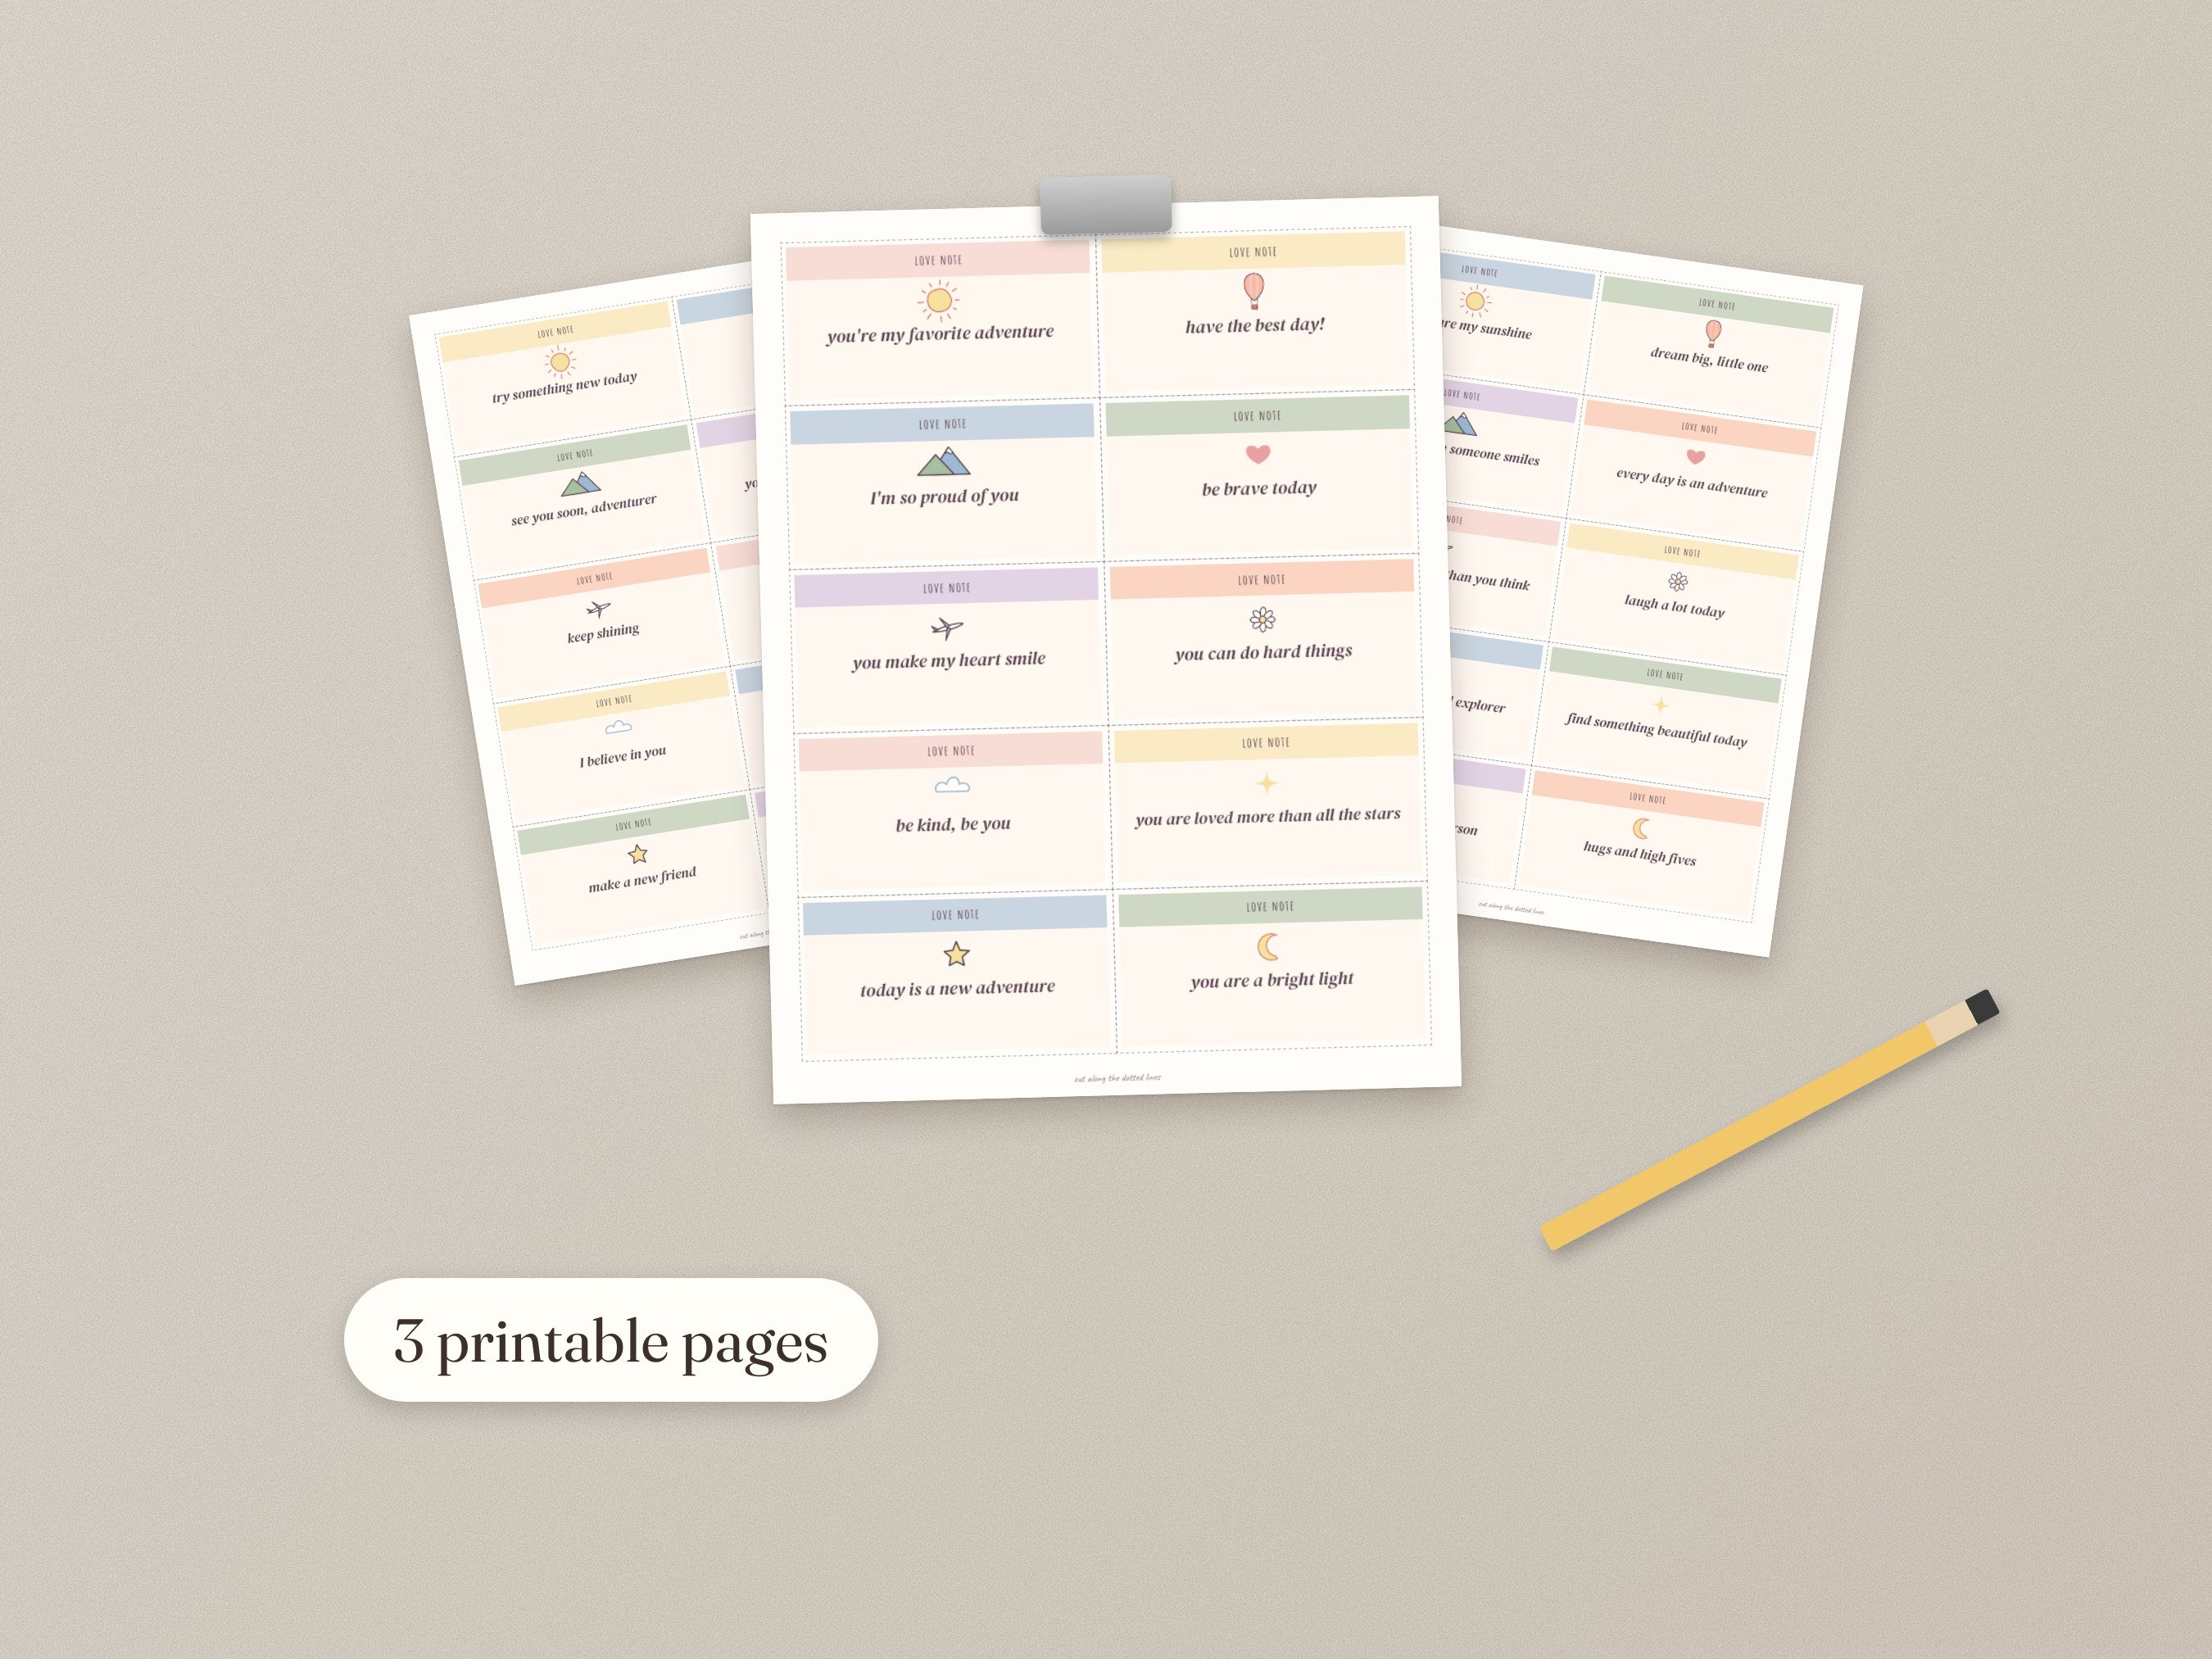 LOVE NOTE
try something new today
LOVE NOTE
see you soon, adventurer
LOVE NOTE
keep shining
LOVE NOTE
I believe in you
LOVE NOTE
make a new friend
cut along
LOVE NOTE
you're my favorite adventure
LOVE NOTE
have the best day!
LOVE NOTE
I'm so proud of you
LOVE NOTE
be brave today
LOVE NOTE
you make my heart smile
LOVE NOTE
you can do hard things
LOVE NOTE
be kind, be you
LOVE NOTE
you are loved more than all the stars
LOVE NOTE
today is a new adventure
LOVE NOTE
you are a bright light
cut along the dotted lines
LOVE NOTE
my sunshine
LOVE NOTE
dream big, little one
LOVE NOTE
someone smiles
LOVE NOTE
every day is an adventure
NOTE
than you think
LOVE NOTE
laugh a lot today
explorer
LOVE NOTE
find something beautiful today
LOVE NOTE
hugs and high fives
cut along the dotted lines
3 printable pages